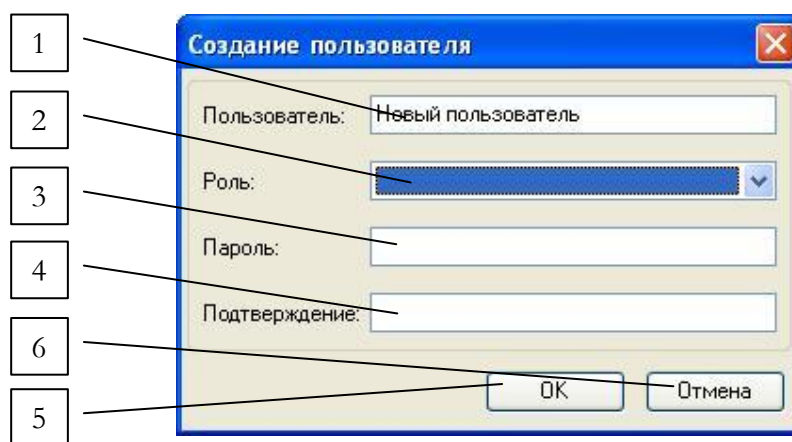 1
Создание пользователя
2
Пользователь: Новый пользователь
3
Роль:
4
Пароль:
6
Подтверждение:
5
OK Отмена